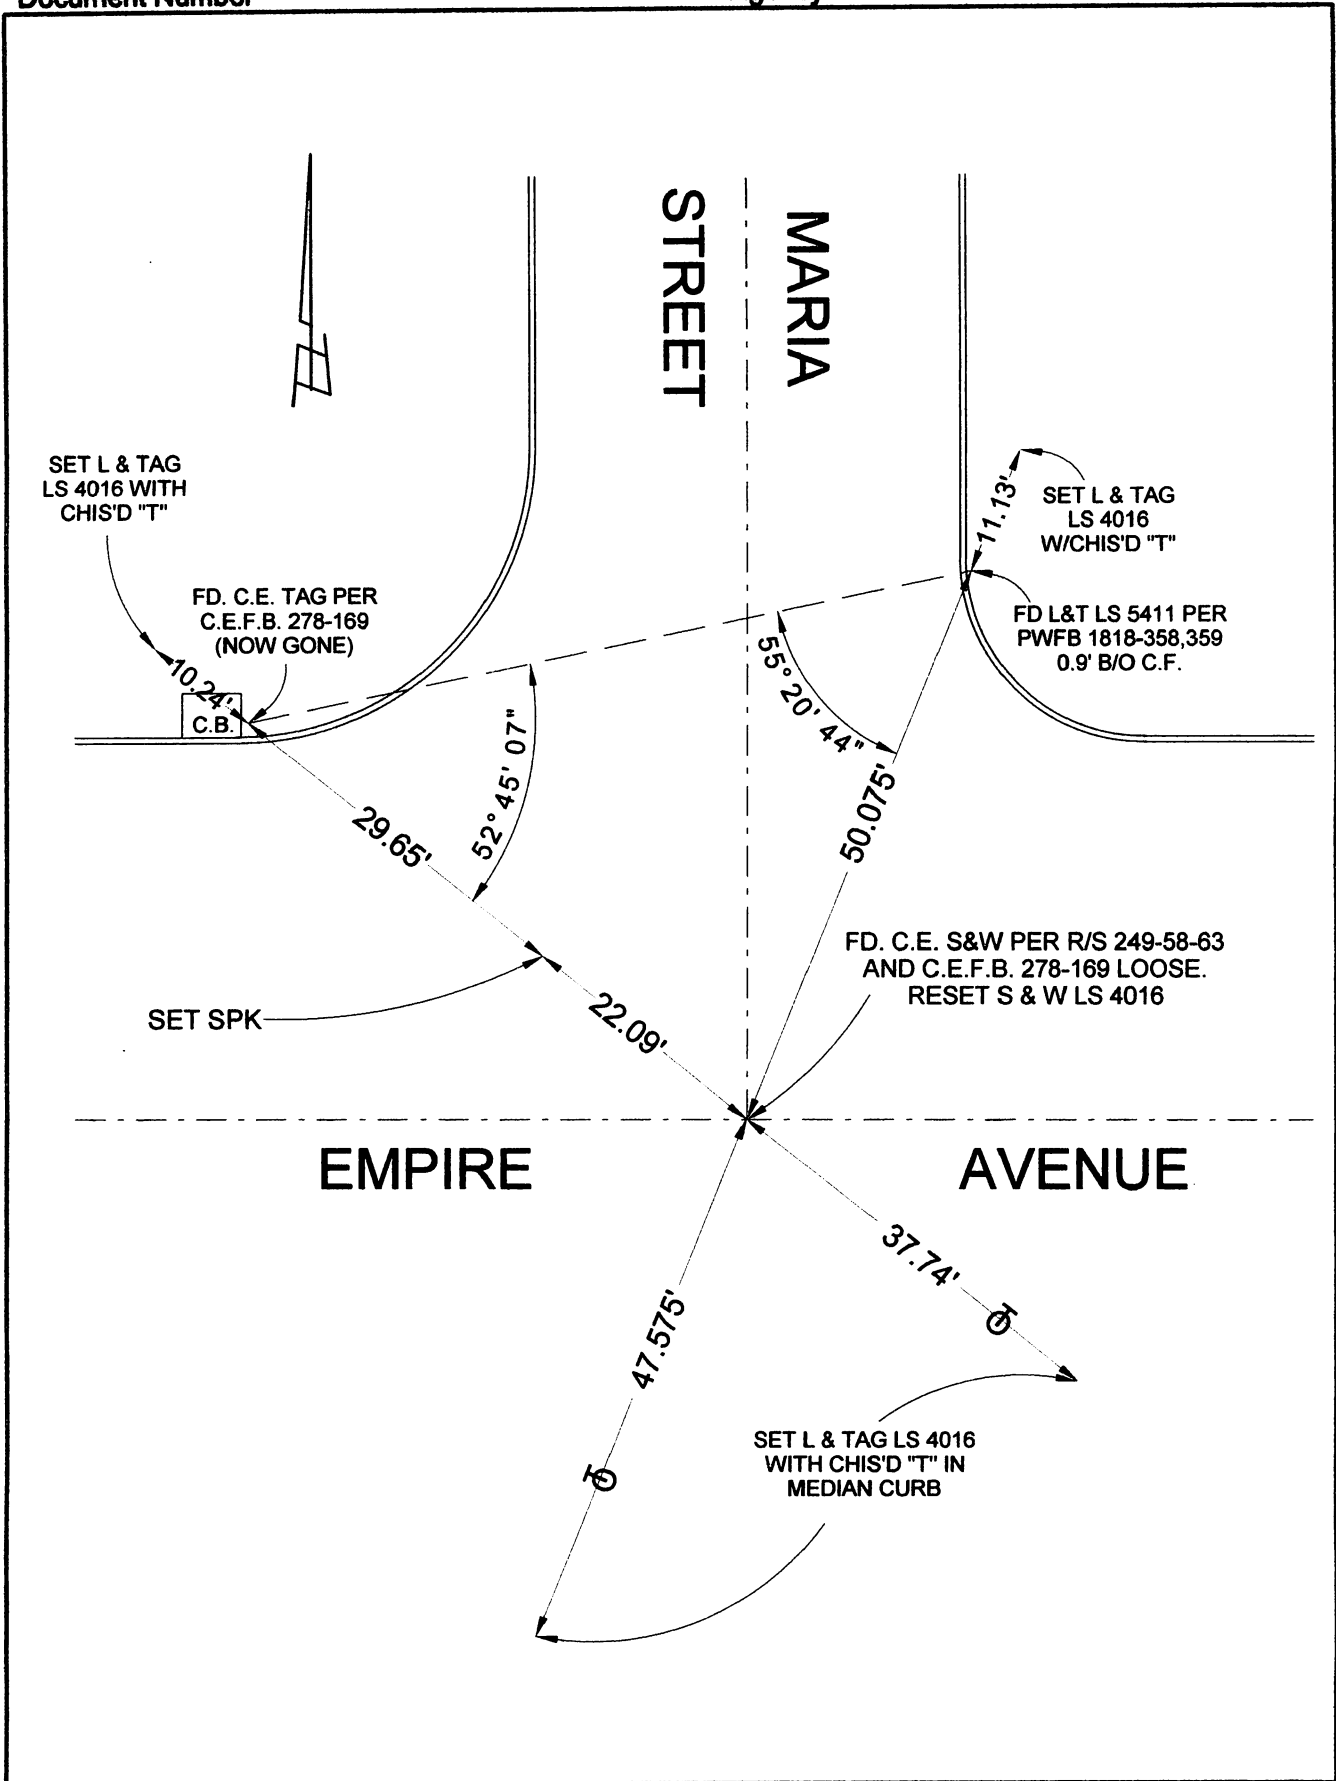 Document Number
MARIA
STREET
SET L & TAG
LS 4016 WITH
CHIS'D "T"
FD. C.E. TAG PER
C.E.F.B. 278-169
(NOW GONE)
10.24'
C.B.
11.13'
SET L & TAG
LS 4016
W/CHIS'D "T"
FD L&T LS 5411 PER
PWFB 1818-358,359
0.9' B/O C.F.
55° 20' 44"
52° 45' 07"
29.65'
50.075'
FD. C.E. S&W PER R/S 249-58-63
AND C.E.F.B. 278-169 LOOSE.
RESET S & W LS 4016
SET SPK
22.09'
EMPIRE AVENUE
37.74'
47.575'
SET L & TAG LS 4016
WITH CHIS'D "T" IN
MEDIAN CURB